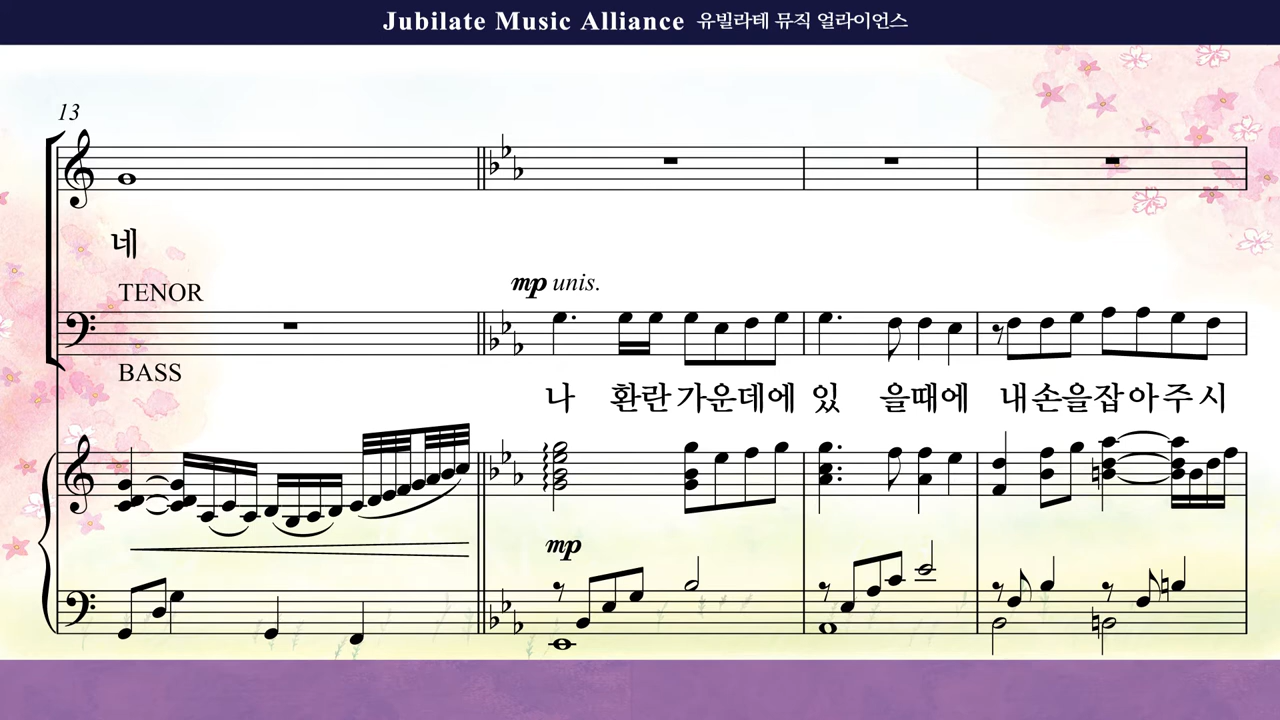 Jubilate Music Alliance 유빌라테 뮤직 얼라이언스
13
네
TENOR
mp unis.
BASS
나 환란 가운데에 있 을때에 내손을잡아주시
mp